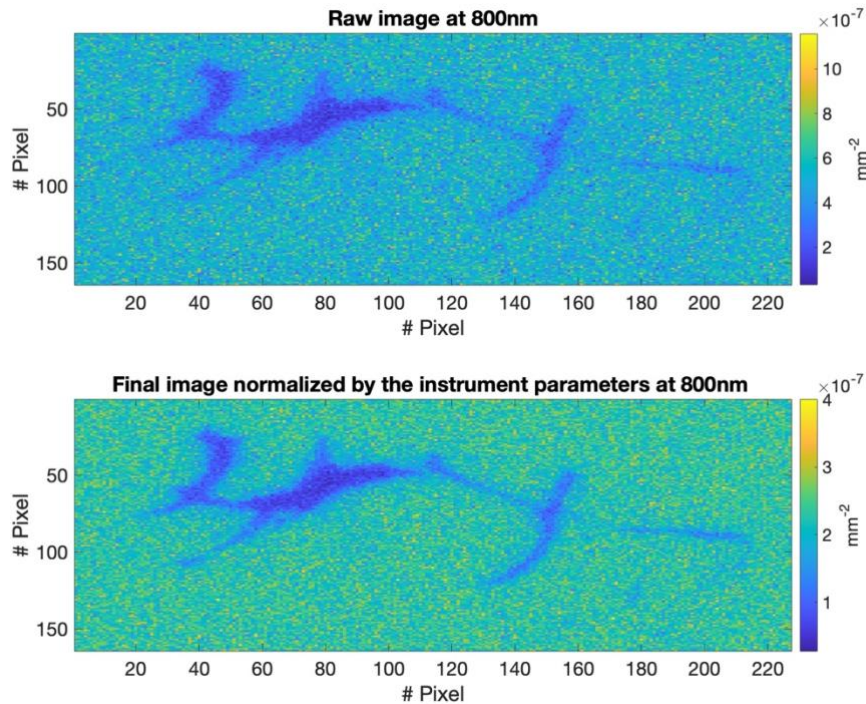 Raw image at 800nm
×10⁻⁷
50
100
150
# Pixel
20 40 60 80 100 120 140 160 180 200 220
# Pixel
10
8
6
4
2
mm⁻²
Final image normalized by the instrument parameters at 800nm
×10⁻⁷
50
100
150
# Pixel
20 40 60 80 100 120 140 160 180 200 220
# Pixel
4
3
2
1
mm⁻²